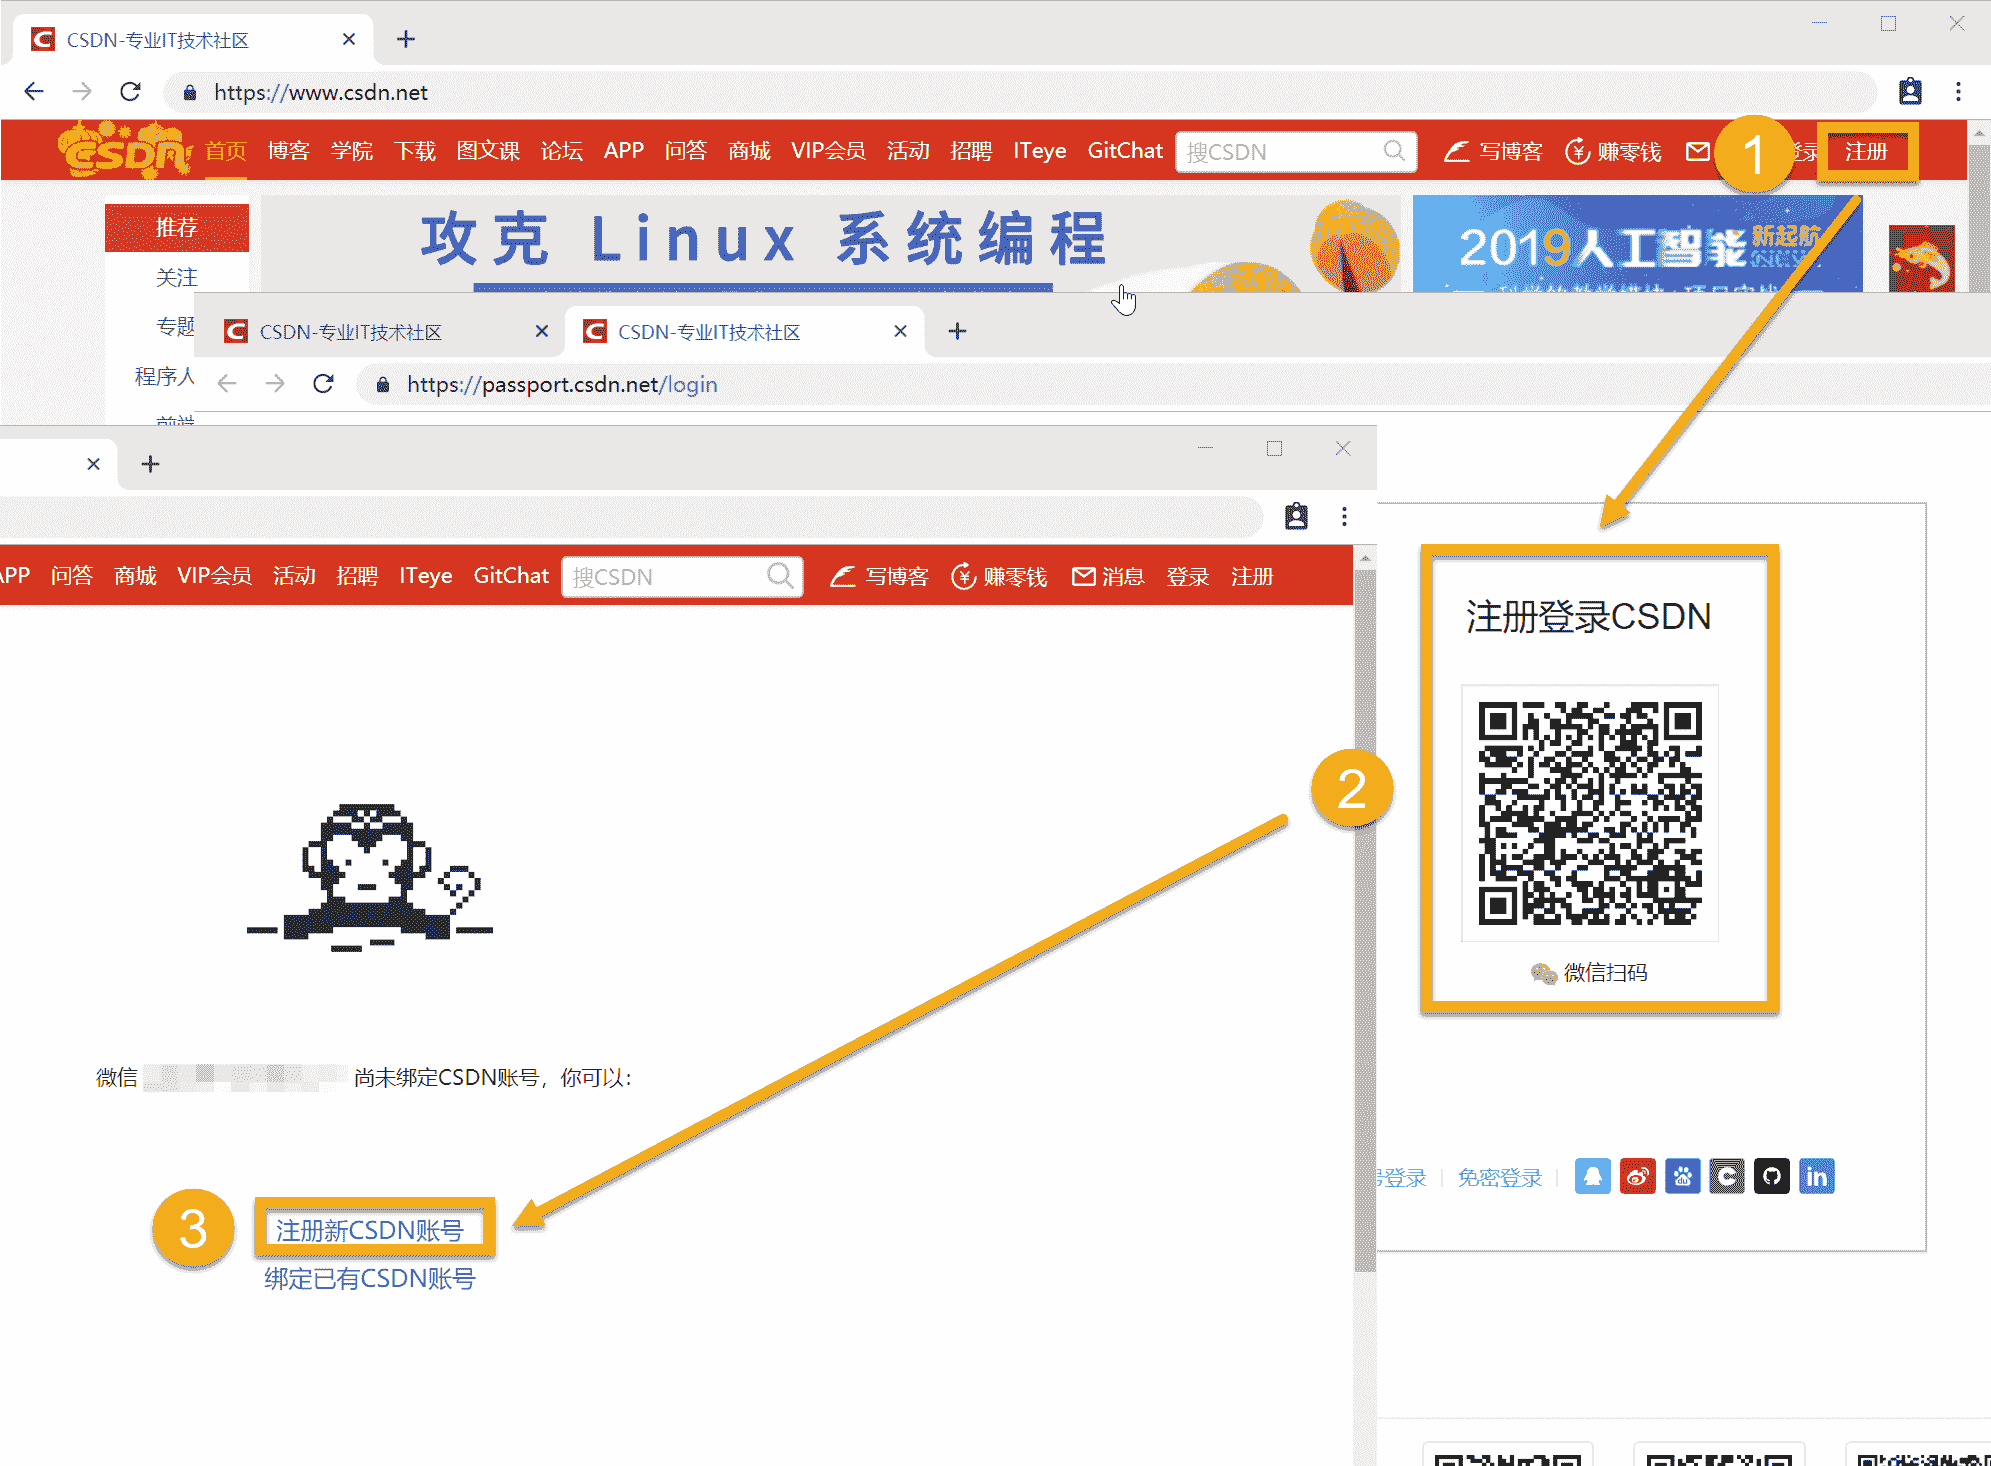 CSDN-专业IT技术社区
https://www.csdn.net
CSDN 首页 博客 学院 下载 图文课 论坛 APP 问答 商城 VIP会员 活动 招聘 ITeye GitChat 搜CSDN 写博客 赚零钱 1 登录 注册
推荐
关注
专题
程序人
前端
攻克 Linux 系统编程
2019人工智能 新起航
CSDN-专业IT技术社区 CSDN-专业IT技术社区
https://passport.csdn.net/login
APP 问答 商城 VIP会员 活动 招聘 ITeye GitChat 搜CSDN 写博客 赚零钱 消息 登录 注册
注册登录CSDN
2
微信扫码
微信 尚未绑定CSDN账号，你可以：
号登录 免密登录
3 注册新CSDN账号
绑定已有CSDN账号